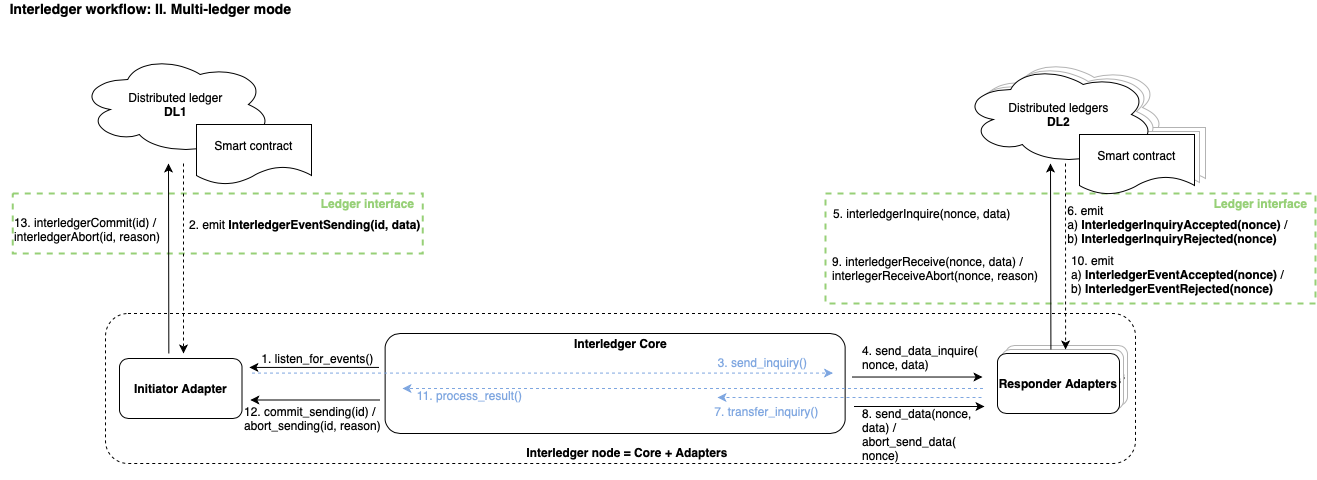 Interledger workflow: II. Multi-ledger mode
Distributed ledger
DL1
Smart contract
Distributed ledgers
DL2
Smart contract
Ledger interface
13. interledgerCommit(id) /
interledgerAbort(id, reason)
2. emit InterledgerEventSending(id, data)
Ledger interface
5. interledgerInquire(nonce, data)
6. emit
a) InterledgerInquiryAccepted(nonce) /
b) InterledgerInquiryRejected(nonce)
9. interledgerReceive(nonce, data) /
interlegerReceiveAbort(nonce, reason)
10. emit
a) InterledgerEventAccepted(nonce) /
b) InterledgerEventRejected(nonce)
Initiator Adapter
1. listen_for_events()
12. commit_sending(id) /
abort_sending(id, reason)
Interledger Core
3. send_inquiry()
11. process_result()
7. transfer_inquiry()
4. send_data_inquire(
nonce, data)
8. send_data(nonce,
data) /
abort_send_data(
nonce)
Responder Adapters
Interledger node = Core + Adapters